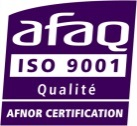 afaq
ISO 9001
Qualité
AFNOR CERTIFICATION